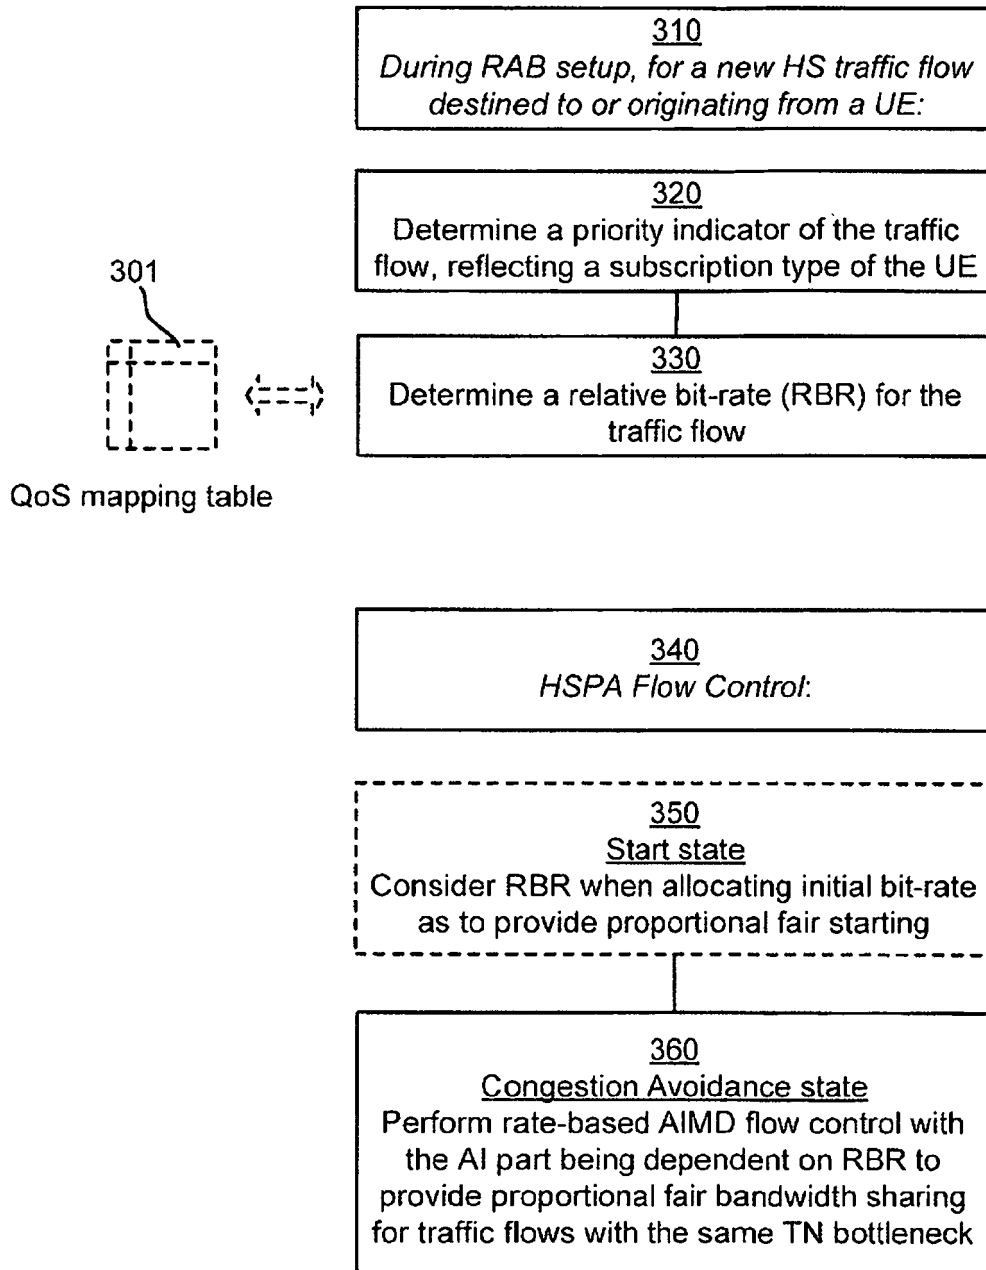 310
During RAB setup, for a new HS traffic flow
destined to or originating from a UE:
320
Determine a priority indicator of the traffic
flow, reflecting a subscription type of the UE
301
330
Determine a relative bit-rate (RBR) for the
traffic flow
QoS mapping table
340
HSPA Flow Control:
350
Start state
Consider RBR when allocating initial bit-rate
as to provide proportional fair starting
360
Congestion Avoidance state
Perform rate-based AIMD flow control with
the AI part being dependent on RBR to
provide proportional fair bandwidth sharing
for traffic flows with the same TN bottleneck